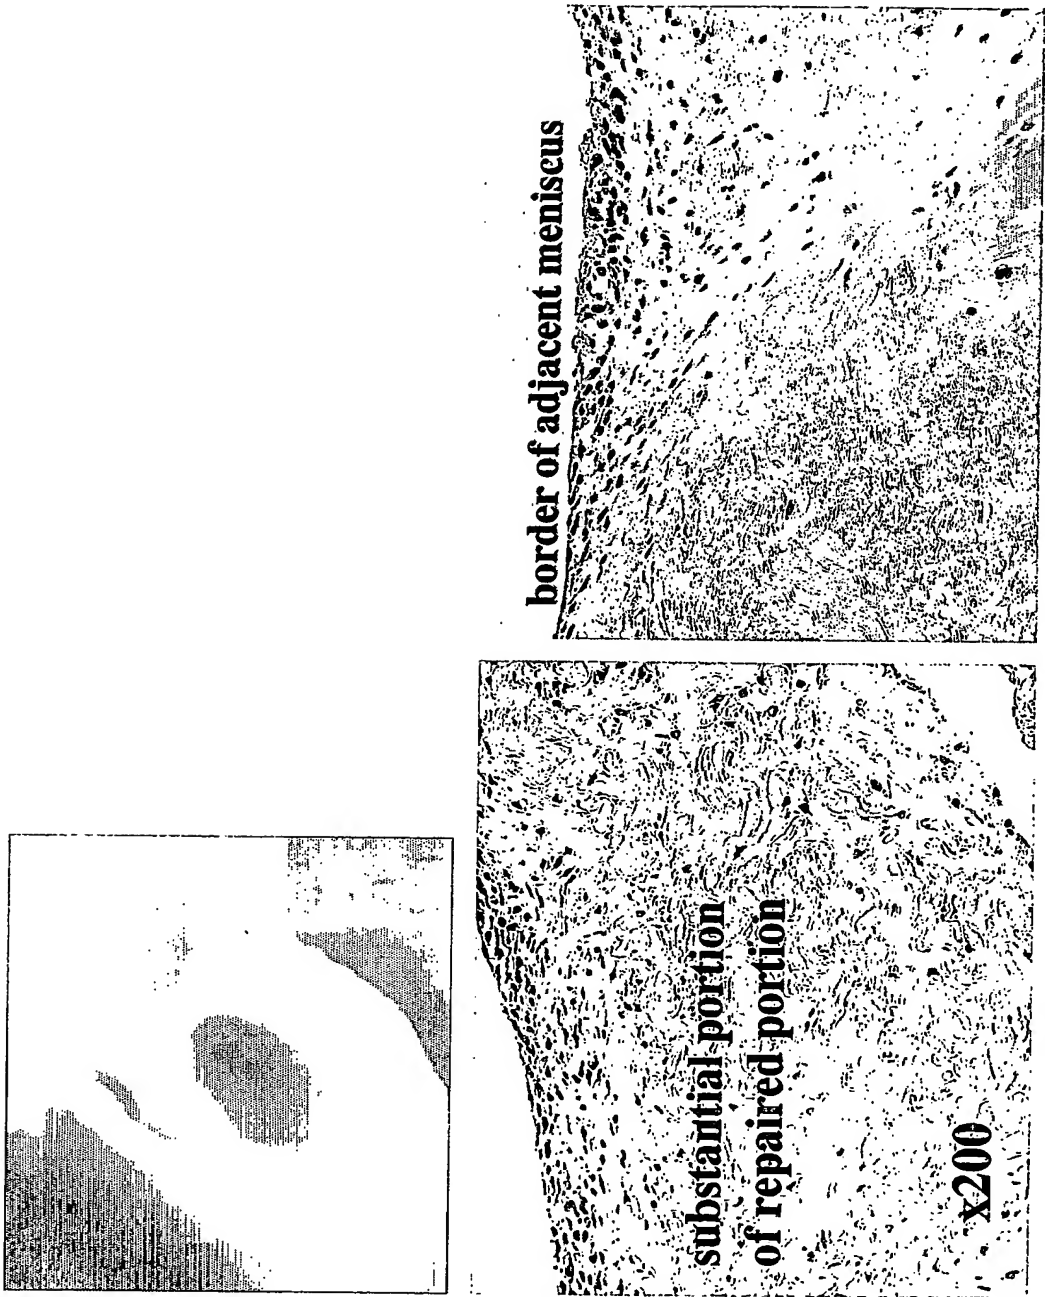 border of adjacent meniscus
substantial portion
of repaired portion
x200